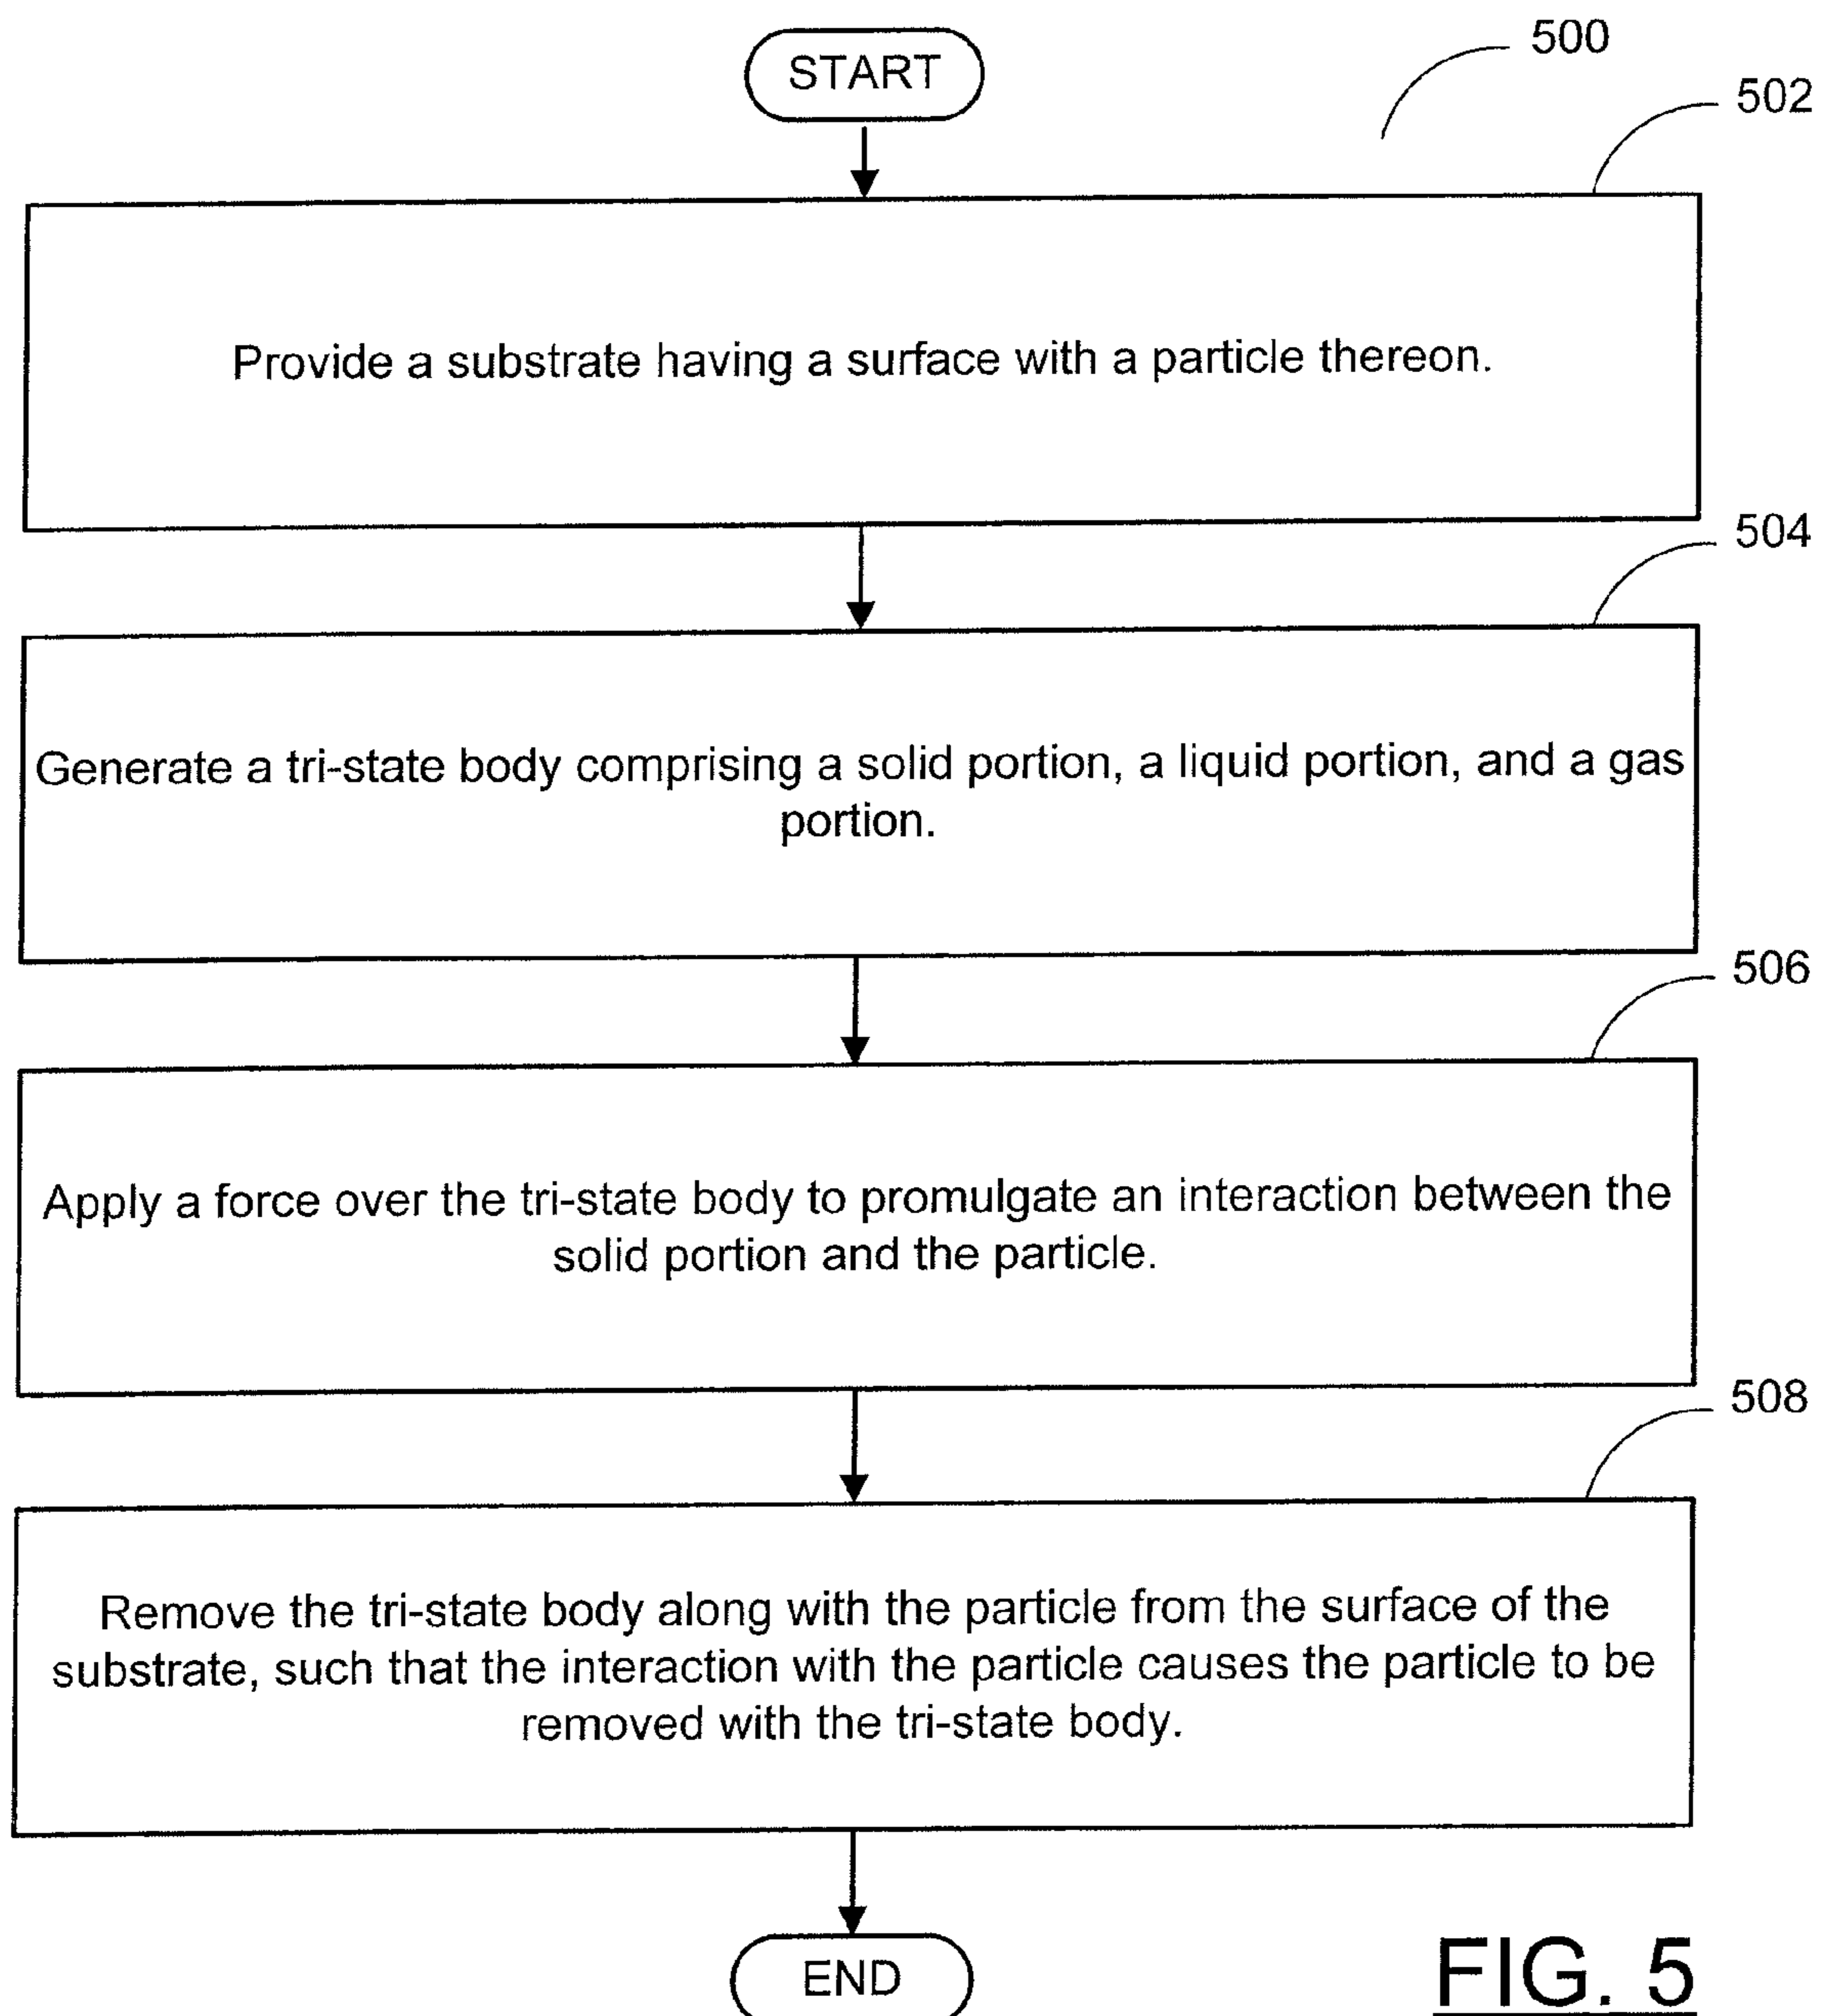 START
500
502
Provide a substrate having a surface with a particle thereon.
504
Generate a tri-state body comprising a solid portion, a liquid portion, and a gas
portion.
506
Apply a force over the tri-state body to promulgate an interaction between the
solid portion and the particle.
508
Remove the tri-state body along with the particle from the surface of the
substrate, such that the interaction with the particle causes the particle to be
removed with the tri-state body.
END
FIG. 5